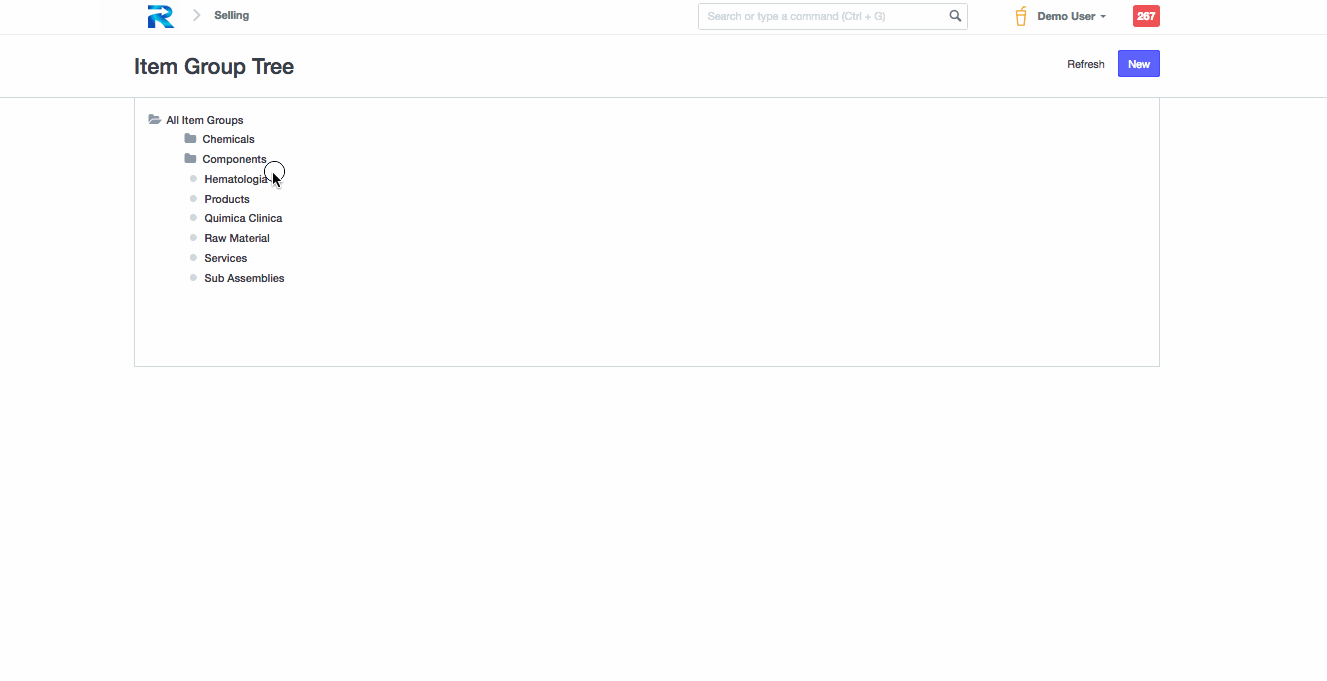 Selling
Search or type a command (Ctrl + G)
Demo User
267
Item Group Tree
Refresh
New
All Item Groups
Chemicals
Components
Hematologia
Products
Quimica Clinica
Raw Material
Services
Sub Assemblies